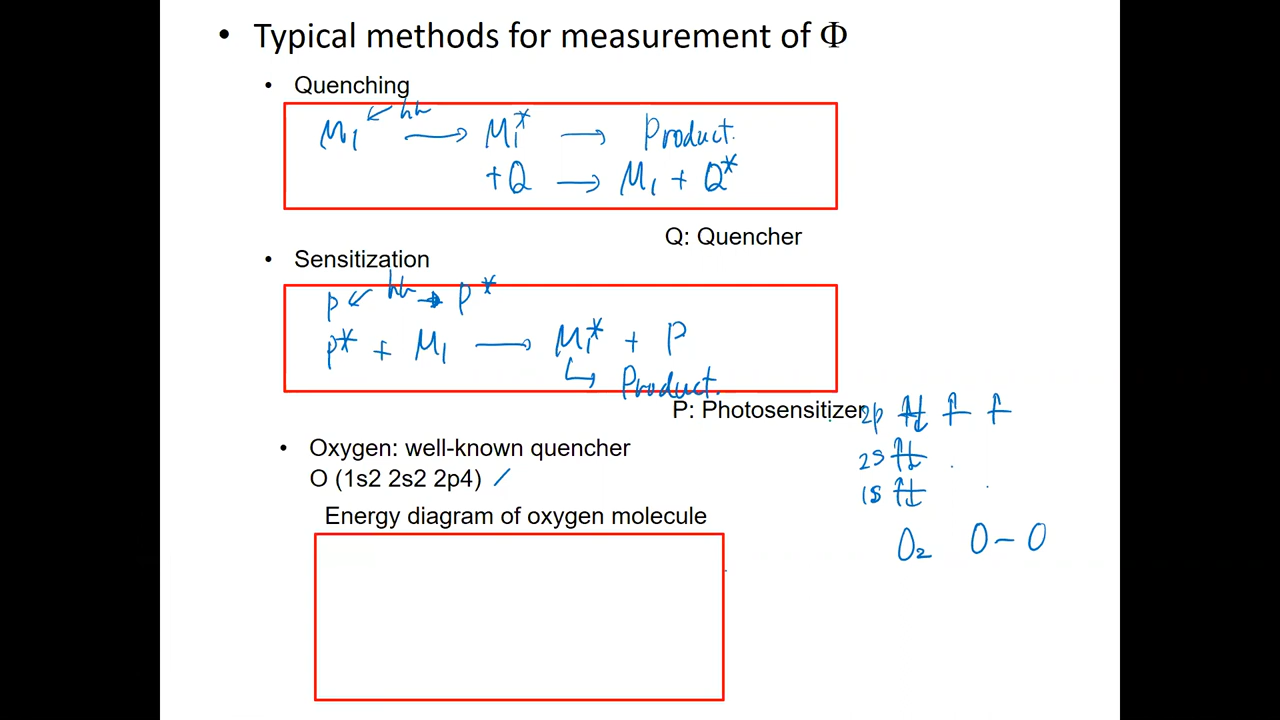 • Typical methods for measurement of Φ
• Quenching
M1 ← hν → M1* → Product.
+ Q → M1 + Q*
Q: Quencher
• Sensitization
P ← hν → P*
P* + M1 → M1* + P
↳ Product.
P: Photosensitizer
2p ⇅ ↑ ↑
• Oxygen: well-known quencher
2s ⇅
O (1s2 2s2 2p4)
1s ⇅
Energy diagram of oxygen molecule
O2 O – O